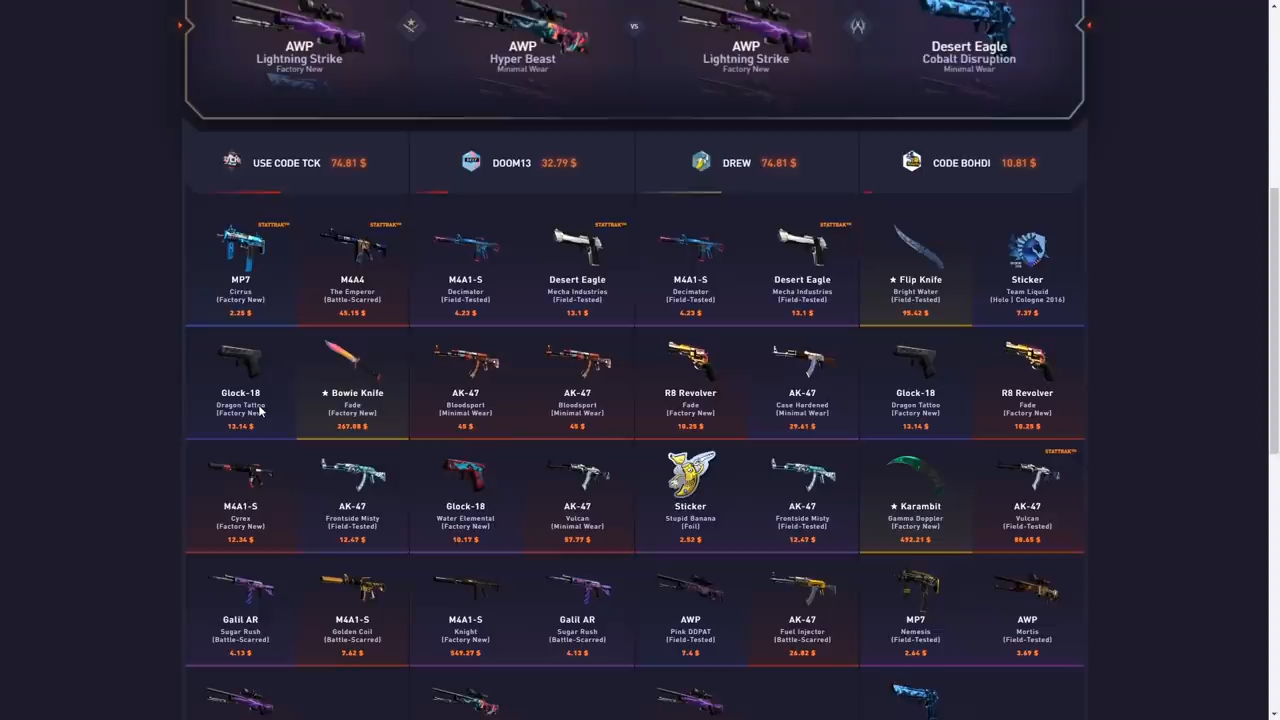 AWP
Lightning Strike
Factory New
AWP
Hyper Beast
Minimal Wear
VS
AWP
Lightning Strike
Factory New
Desert Eagle
Cobalt Disruption
Minimal Wear
USE CODE TCK 74.81 $
DOOM13 32.79 $
DREW 74.81 $
CODE BOHDI 10.81 $
STATTRAK™
MP7
Cirrus
(Factory New)
2.25 $
STATTRAK™
M4A4
The Emperor
(Battle-Scarred)
45.15 $
M4A1-S
Decimator
(Field-Tested)
4.23 $
STATTRAK™
Desert Eagle
Mecha Industries
(Field-Tested)
13.1 $
M4A1-S
Decimator
(Field-Tested)
4.23 $
STATTRAK™
Desert Eagle
Mecha Industries
(Field-Tested)
13.1 $
★ Flip Knife
Bright Water
(Field-Tested)
95.42 $
Sticker
Team Liquid
(Holo | Cologne 2016)
7.37 $
Glock-18
Dragon Tattoo
(Factory New)
13.14 $
★ Bowie Knife
Fade
(Factory New)
267.08 $
AK-47
Bloodsport
(Minimal Wear)
45 $
AK-47
Bloodsport
(Minimal Wear)
45 $
R8 Revolver
Fade
(Factory New)
10.25 $
AK-47
Case Hardened
(Minimal Wear)
29.61 $
Glock-18
Dragon Tattoo
(Factory New)
13.14 $
R8 Revolver
Fade
(Factory New)
10.25 $
M4A1-S
Cyrex
(Factory New)
12.34 $
AK-47
Frontside Misty
(Field-Tested)
12.47 $
Glock-18
Water Elemental
(Factory New)
10.17 $
AK-47
Vulcan
(Minimal Wear)
57.77 $
Sticker
Stupid Banana
(Foil)
2.52 $
AK-47
Frontside Misty
(Field-Tested)
12.47 $
★ Karambit
Gamma Doppler
(Factory New)
492.21 $
STATTRAK™
AK-47
Vulcan
(Field-Tested)
88.65 $
Galil AR
Sugar Rush
(Battle-Scarred)
4.13 $
M4A1-S
Golden Coil
(Battle-Scarred)
7.62 $
M4A1-S
Knight
(Factory New)
549.27 $
Galil AR
Sugar Rush
(Battle-Scarred)
4.13 $
AWP
Pink DDPAT
(Field-Tested)
7.4 $
AK-47
Fuel Injector
(Battle-Scarred)
26.82 $
MP7
Nemesis
(Field-Tested)
2.64 $
AWP
Mortis
(Field-Tested)
3.69 $